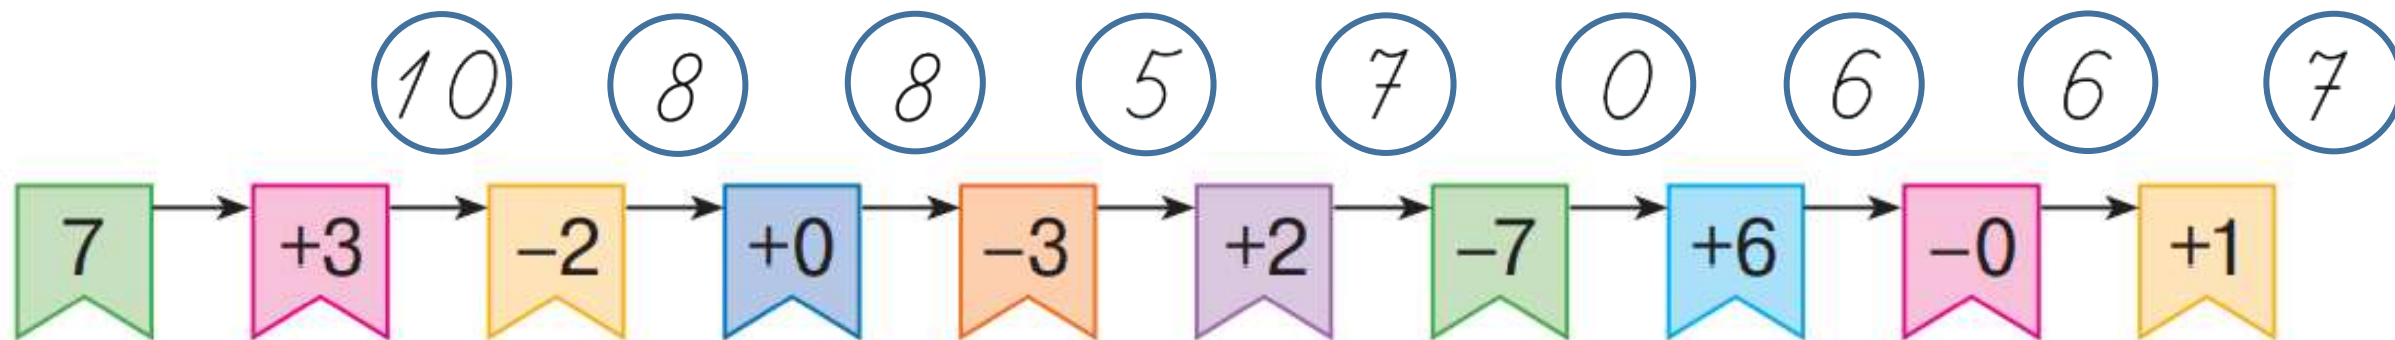 10 8 8 5 7 0 6 6 7
7 +3 −2 +0 −3 +2 −7 +6 −0 +1